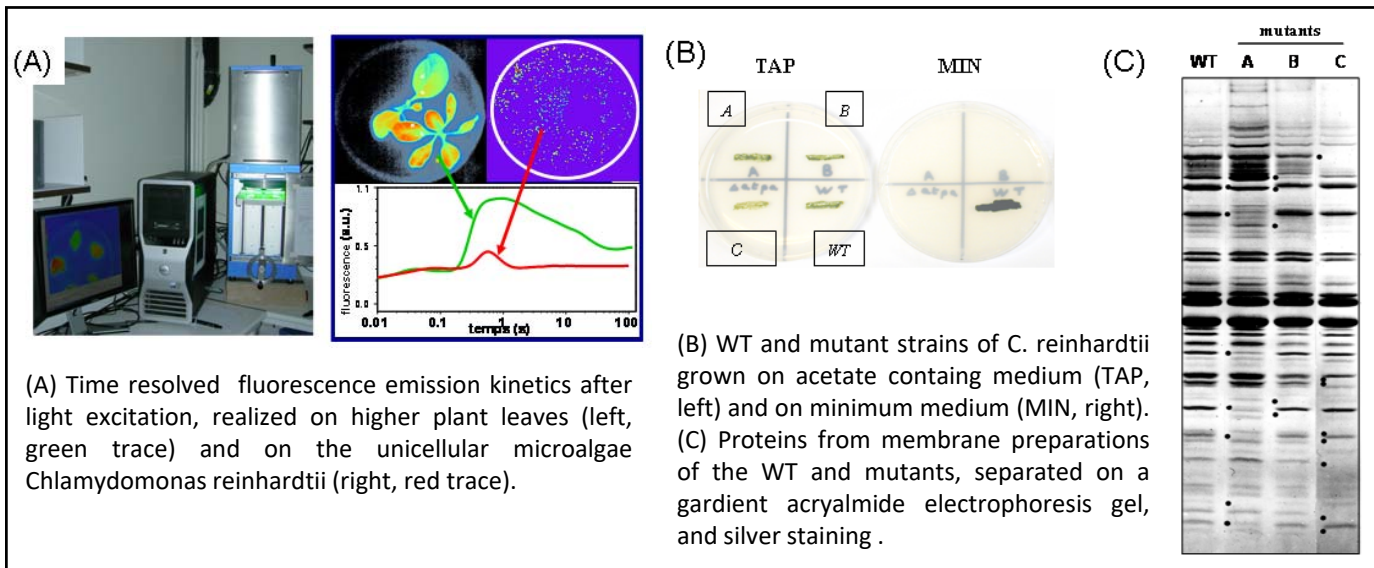 (A)
1.1
0.5
0.0
fluorescence (a.u.)
0.01 0.1 1 10 100
temps (s)
(A) Time resolved fluorescence emission kinetics after
light excitation, realized on higher plant leaves (left,
green trace) and on the unicellular microalgae
Chlamydomonas reinhardtii (right, red trace).
(B)
TAP MIN
A B
A B
Δatpa WT
C WT
A B
Δatpa WT
(B) WT and mutant strains of C. reinhardtii
grown on acetate containg medium (TAP,
left) and on minimum medium (MIN, right).
(C) Proteins from membrane preparations
of the WT and mutants, separated on a
gardient acryalmide electrophoresis gel,
and silver staining .
(C)
mutants
WT A B C